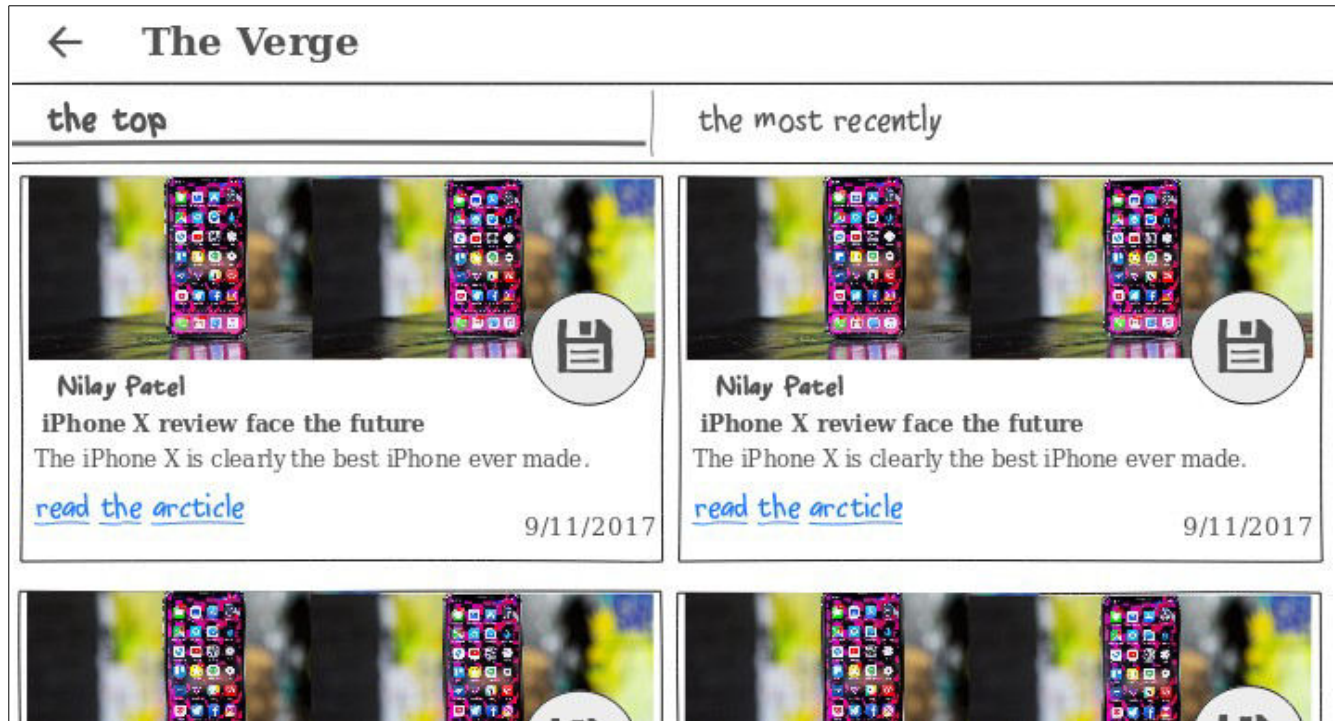 The Verge
the top
the most recently
Nilay Patel
iPhone X review face the future
The iPhone X is clearly the best iPhone ever made.
read the arcticle
9/11/2017
Nilay Patel
iPhone X review face the future
The iPhone X is clearly the best iPhone ever made.
read the arcticle
9/11/2017